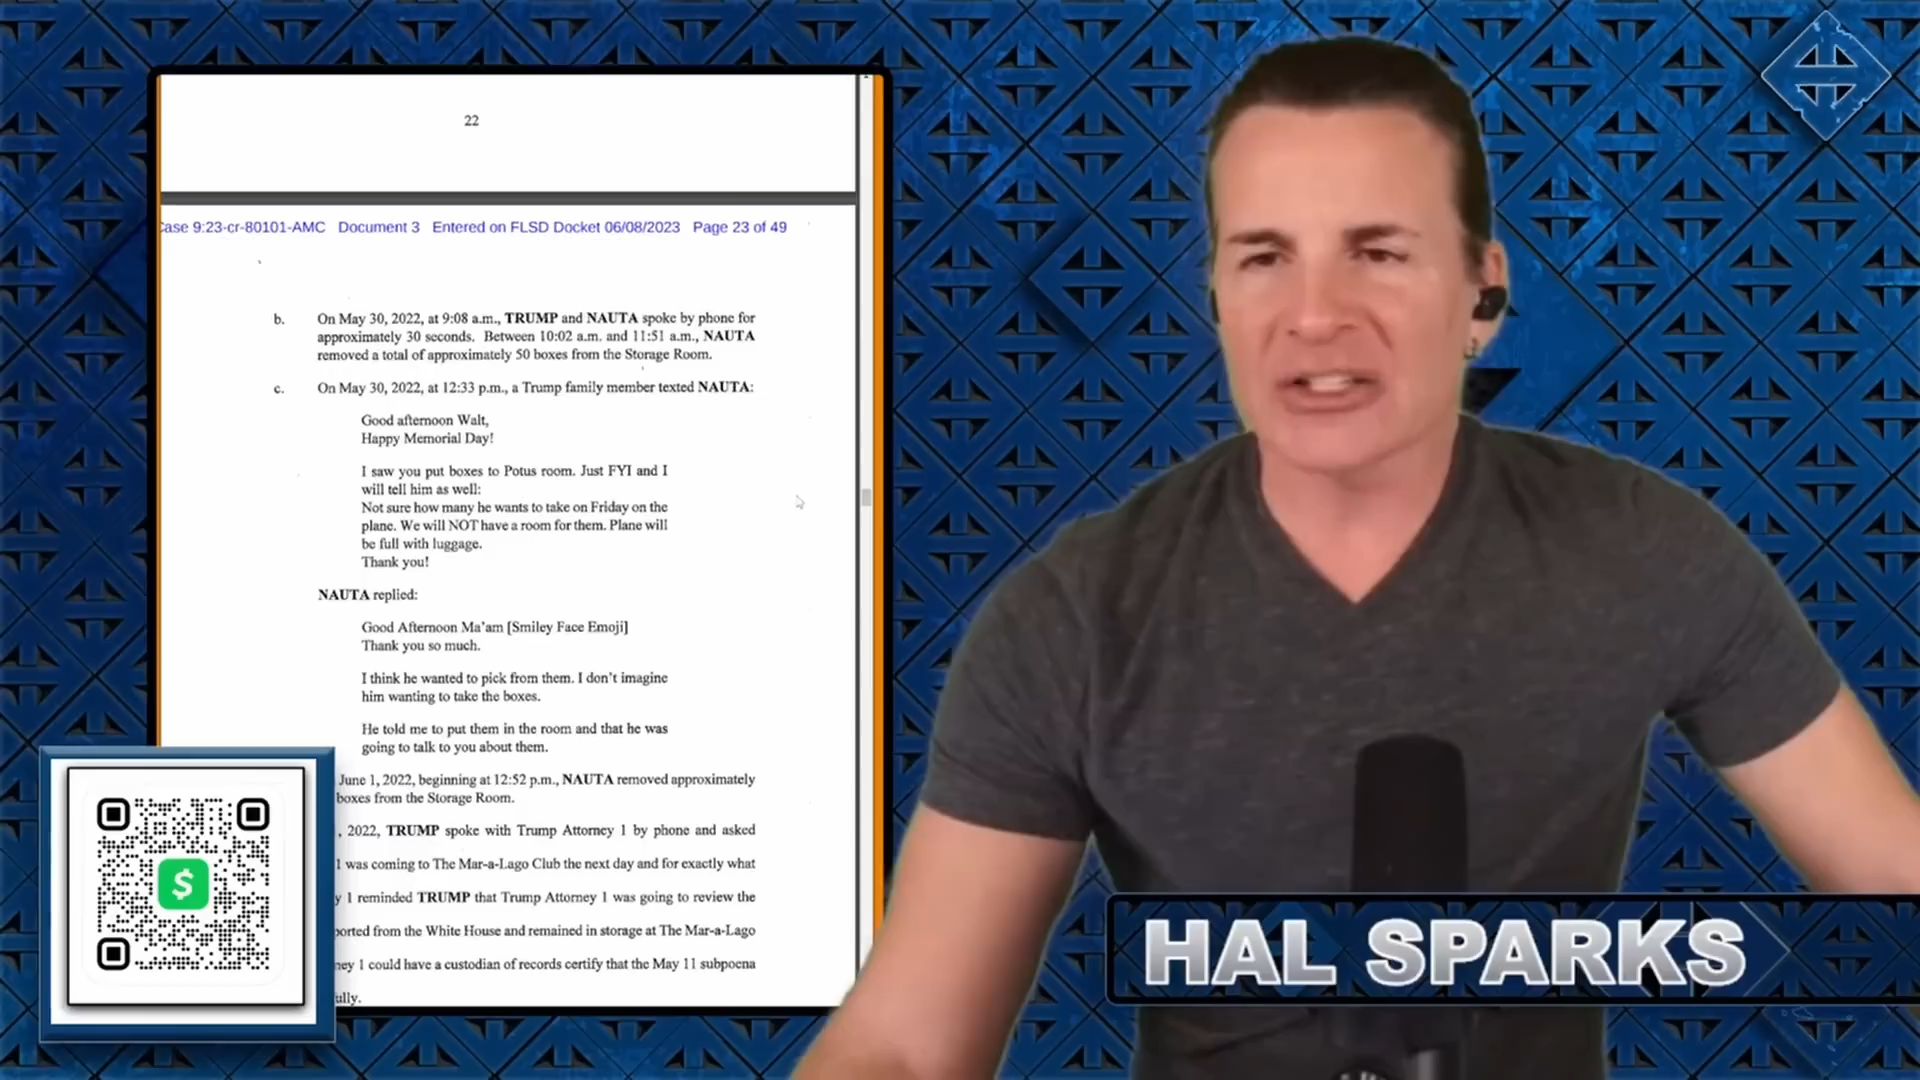 22
Case 9:23-cr-80101-AMC Document 3 Entered on FLSD Docket 06/08/2023 Page 23 of 49
b. On May 30, 2022, at 9:08 a.m., TRUMP and NAUTA spoke by phone for
approximately 30 seconds. Between 10:02 a.m. and 11:51 a.m., NAUTA
removed a total of approximately 50 boxes from the Storage Room.
c. On May 30, 2022, at 12:33 p.m., a Trump family member texted NAUTA:
Good afternoon Walt,
Happy Memorial Day!
I saw you put boxes to Potus room. Just FYI and I
will tell him as well:
Not sure how many he wants to take on Friday on the
plane. We will NOT have a room for them. Plane will
be full with luggage.
Thank you!
NAUTA replied:
Good Afternoon Ma'am [Smiley Face Emoji]
Thank you so much.
I think he wanted to pick from them. I don't imagine
him wanting to take the boxes.
He told me to put them in the room and that he was
going to talk to you about them.
June 1, 2022, beginning at 12:52 p.m., NAUTA removed approximately
boxes from the Storage Room.
, 2022, TRUMP spoke with Trump Attorney 1 by phone and asked
1 was coming to The Mar-a-Lago Club the next day and for exactly what
y 1 reminded TRUMP that Trump Attorney 1 was going to review the
ported from the White House and remained in storage at The Mar-a-Lago
ney 1 could have a custodian of records certify that the May 11 subpoena
ully.
$
HAL SPARKS